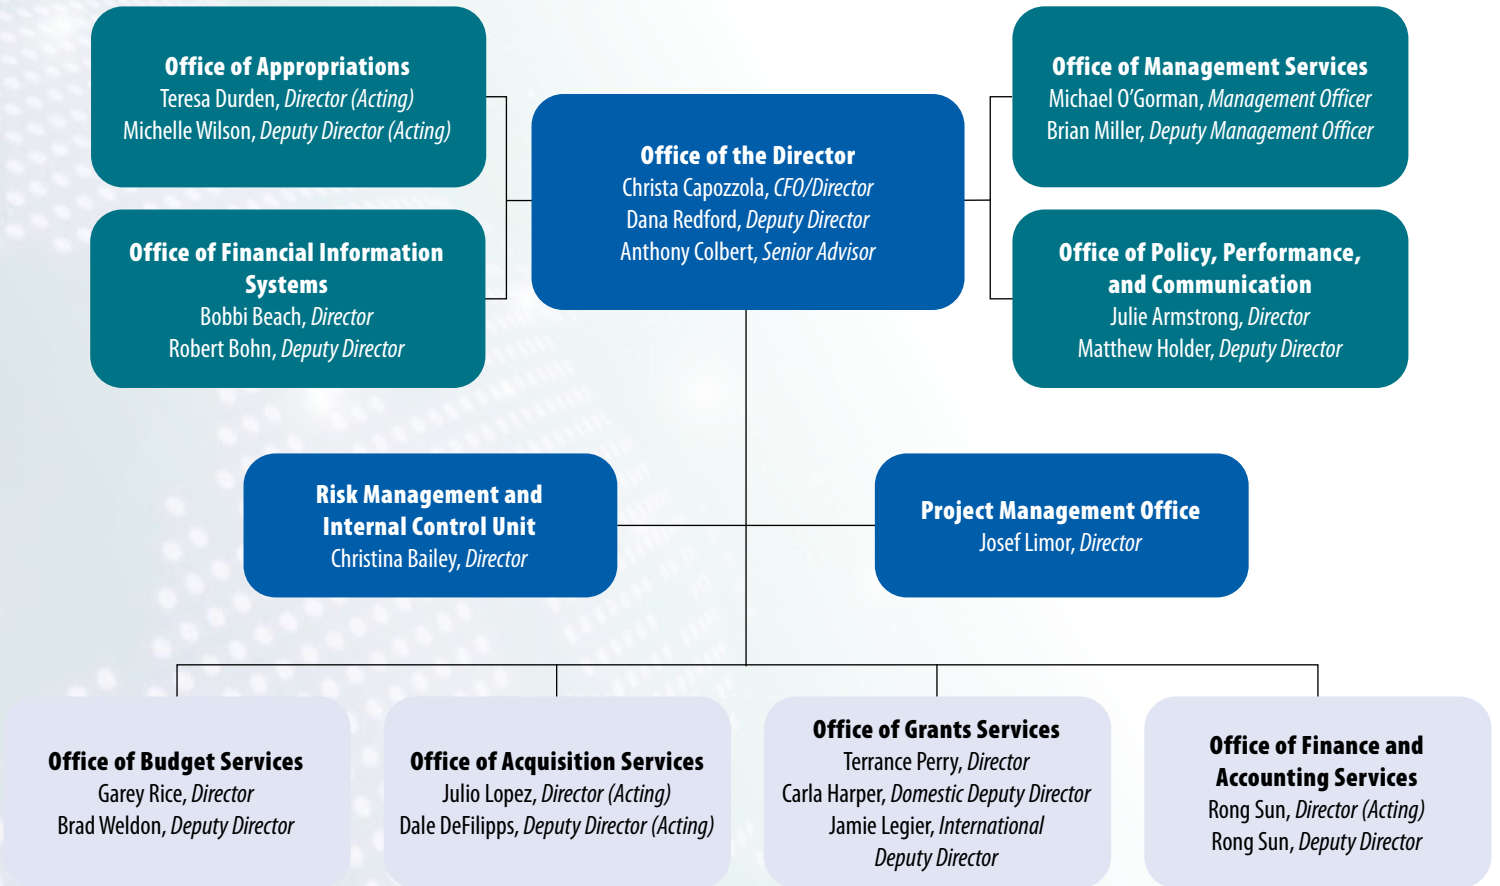 Office of Appropriations
Teresa Durden, Director (Acting)
Michelle Wilson, Deputy Director (Acting)
Office of Management Services
Michael O’Gorman, Management Officer
Brian Miller, Deputy Management Officer
Office of the Director
Christa Capozzola, CFO/Director
Dana Redford, Deputy Director
Anthony Colbert, Senior Advisor
Office of Financial Information
Systems
Bobbi Beach, Director
Robert Bohn, Deputy Director
Office of Policy, Performance,
and Communication
Julie Armstrong, Director
Matthew Holder, Deputy Director
Risk Management and
Internal Control Unit
Christina Bailey, Director
Project Management Office
Josef Limor, Director
Office of Budget Services
Garey Rice, Director
Brad Weldon, Deputy Director
Office of Acquisition Services
Julio Lopez, Director (Acting)
Dale DeFilipps, Deputy Director (Acting)
Office of Grants Services
Terrance Perry, Director
Carla Harper, Domestic Deputy Director
Jamie Legier, International
Deputy Director
Office of Finance and
Accounting Services
Rong Sun, Director (Acting)
Rong Sun, Deputy Director